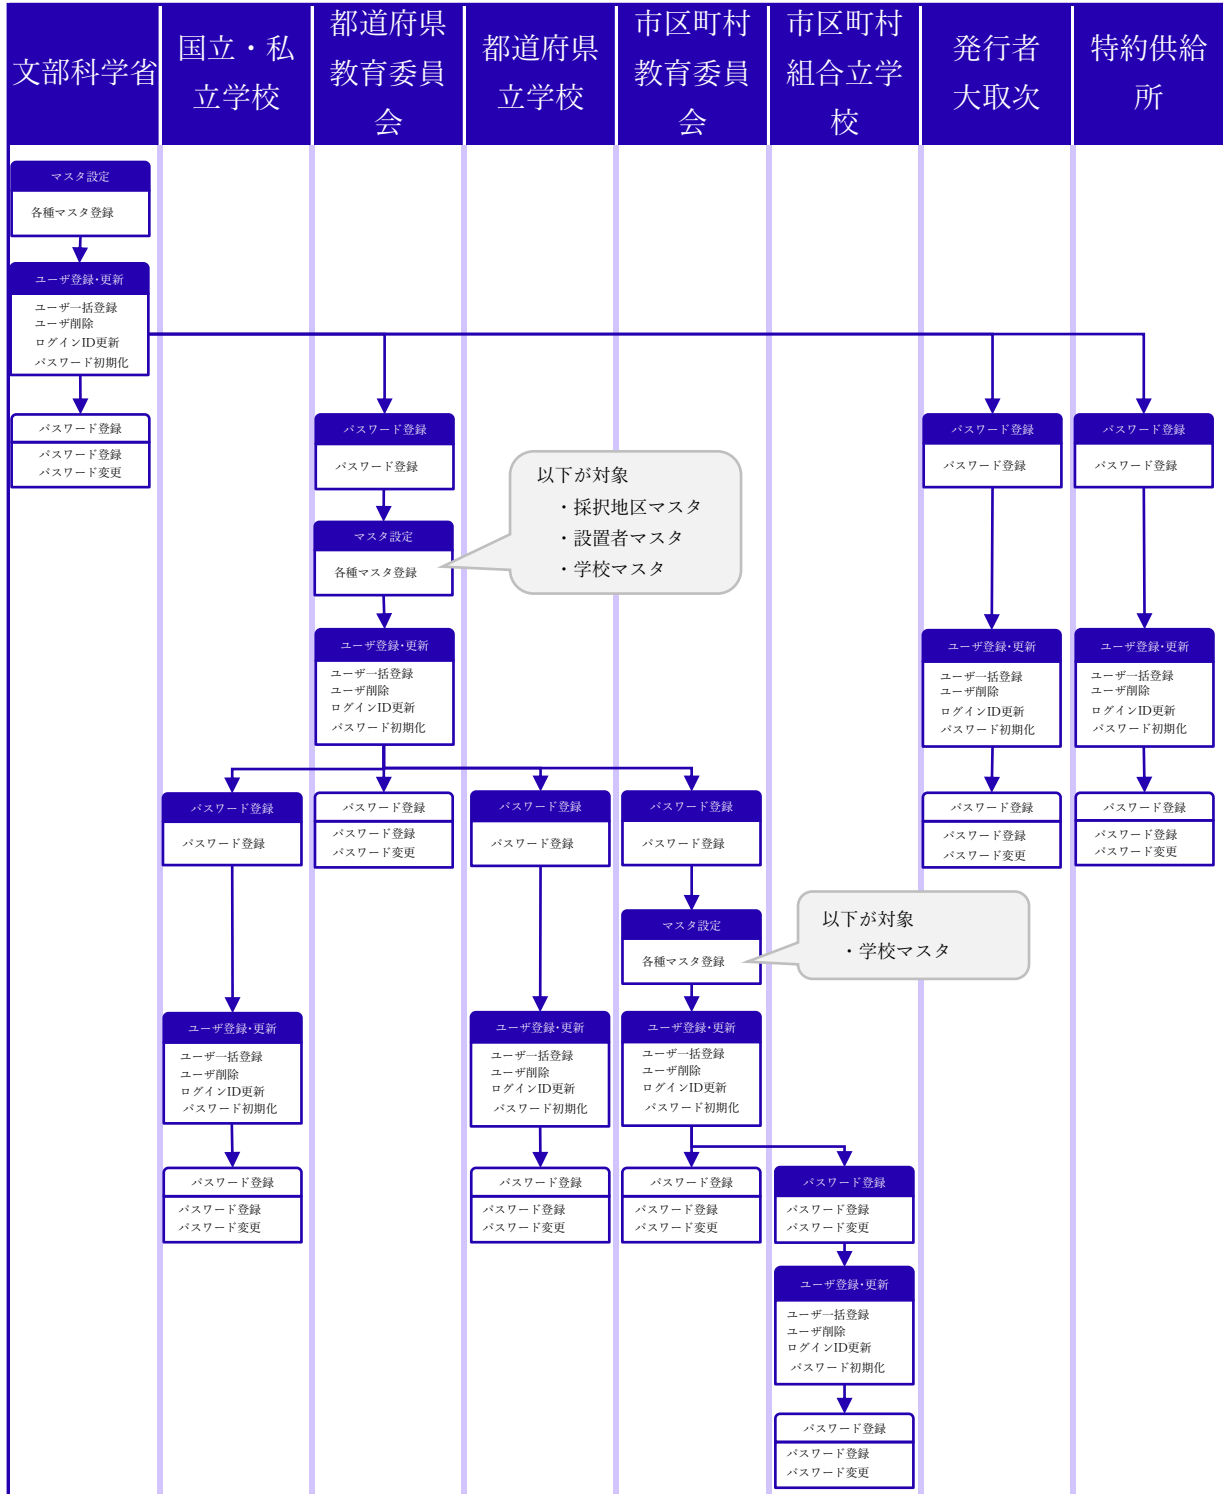 文部科学省
国立・私
立学校
都道府県
教育委員
会
都道府県
立学校
市区町村
教育委員
会
市区町村
組合立学
校
発行者
大取次
特約供給
所
マスタ設定
各種マスタ登録
ユーザ登録・更新
ユーザ一括登録
ユーザ削除
ログインID更新
パスワード初期化
パスワード登録
パスワード登録
パスワード変更
パスワード登録
パスワード登録
マスタ設定
各種マスタ登録
以下が対象
・採択地区マスタ
・設置者マスタ
・学校マスタ
ユーザ登録・更新
ユーザ一括登録
ユーザ削除
ログインID更新
パスワード初期化
パスワード登録
パスワード登録
パスワード変更
パスワード登録
パスワード登録
ユーザ登録・更新
ユーザ一括登録
ユーザ削除
ログインID更新
パスワード初期化
パスワード登録
パスワード登録
パスワード変更
パスワード登録
パスワード登録
ユーザ登録・更新
ユーザ一括登録
ユーザ削除
ログインID更新
パスワード初期化
パスワード登録
パスワード登録
パスワード変更
パスワード登録
パスワード登録
マスタ設定
各種マスタ登録
以下が対象
・学校マスタ
ユーザ登録・更新
ユーザ一括登録
ユーザ削除
ログインID更新
パスワード初期化
パスワード登録
パスワード登録
パスワード変更
パスワード登録
パスワード登録
パスワード変更
ユーザ登録・更新
ユーザ一括登録
ユーザ削除
ログインID更新
パスワード初期化
パスワード登録
パスワード登録
パスワード変更
パスワード登録
パスワード登録
ユーザ登録・更新
ユーザ一括登録
ユーザ削除
ログインID更新
パスワード初期化
パスワード登録
パスワード登録
パスワード変更
パスワード登録
パスワード登録
ユーザ登録・更新
ユーザ一括登録
ユーザ削除
ログインID更新
パスワード初期化
パスワード登録
パスワード登録
パスワード変更